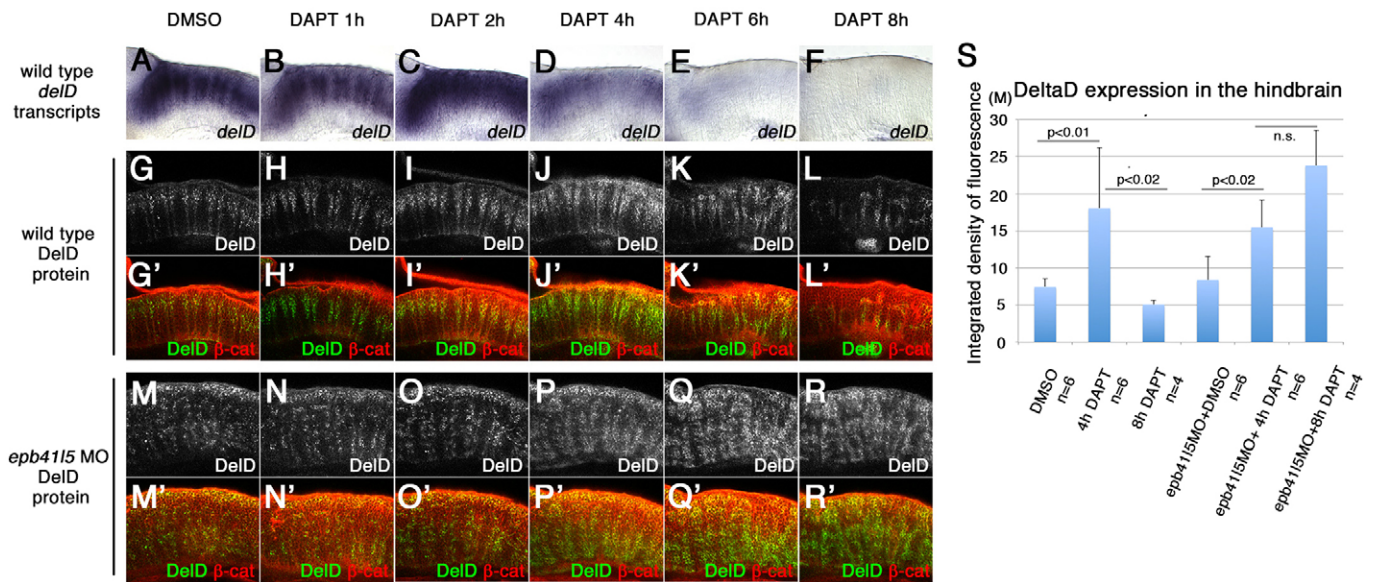 DMSO DAPT 1h DAPT 2h DAPT 4h DAPT 6h DAPT 8h
wild type
delD
transcripts
A B C D E F
delD delD delD delD delD delD
wild type
DelD
protein
G H I J K L
DelD DelD DelD DelD DelD DelD
G' H' I' J' K' L'
DelD β-cat DelD β-cat DelD β-cat DelD β-cat DelD β-cat DelD β-cat
epb41l5 MO
DelD
protein
M N O P Q R
DelD DelD DelD DelD DelD DelD
M' N' O' P' Q' R'
DelD β-cat DelD β-cat DelD β-cat DelD β-cat DelD β-cat DelD β-cat
S
DeltaD expression in the hindbrain
(M)
Integrated density of fluorescence
30
25
20
15
10
5
0
p<0.01
p<0.02
p<0.02
n.s.
DMSO
n=6
4h DAPT
n=6
8h DAPT
n=4
epb41l5MO+DMSO
n=6
epb41l5MO+ 4h DAPT
n=6
epb41l5MO+8h DAPT
n=4